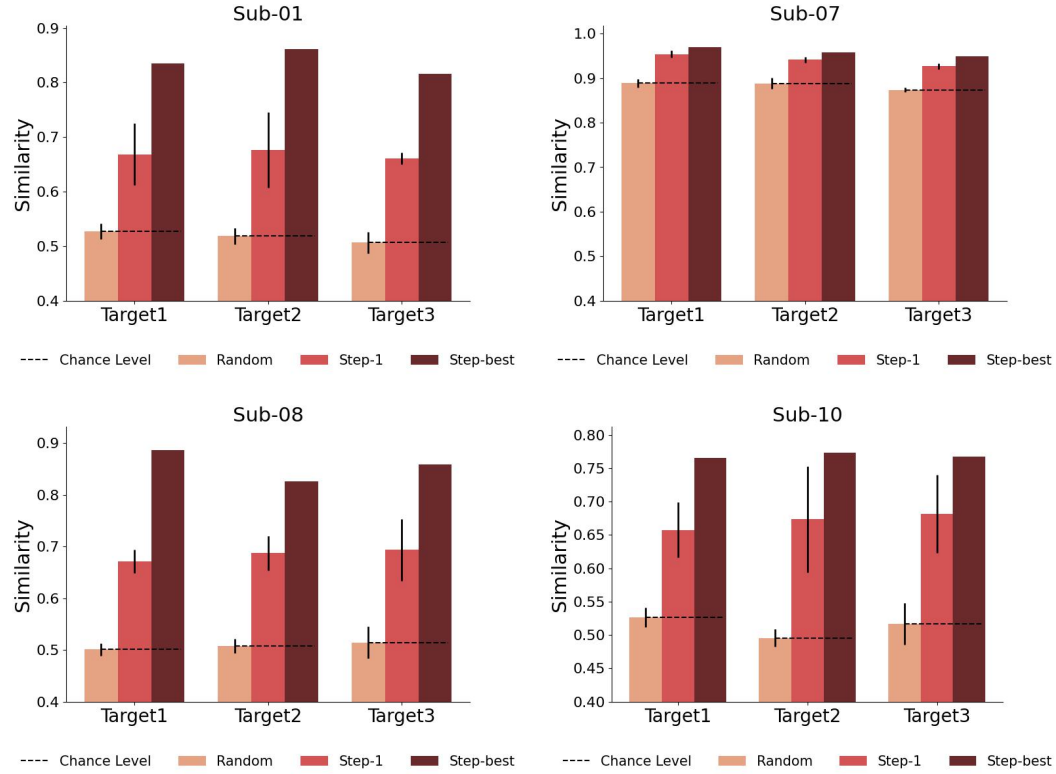 Sub-01
Similarity
0.9
0.8
0.7
0.6
0.5
0.4
Target1 Target2 Target3
Chance Level Random Step-1 Step-best
Sub-07
Similarity
1.0
0.9
0.8
0.7
0.6
0.5
0.4
Target1 Target2 Target3
Chance Level Random Step-1 Step-best
Sub-08
Similarity
0.9
0.8
0.7
0.6
0.5
0.4
Target1 Target2 Target3
Chance Level Random Step-1 Step-best
Sub-10
Similarity
0.80
0.75
0.70
0.65
0.60
0.55
0.50
0.45
0.40
Target1 Target2 Target3
Chance Level Random Step-1 Step-best